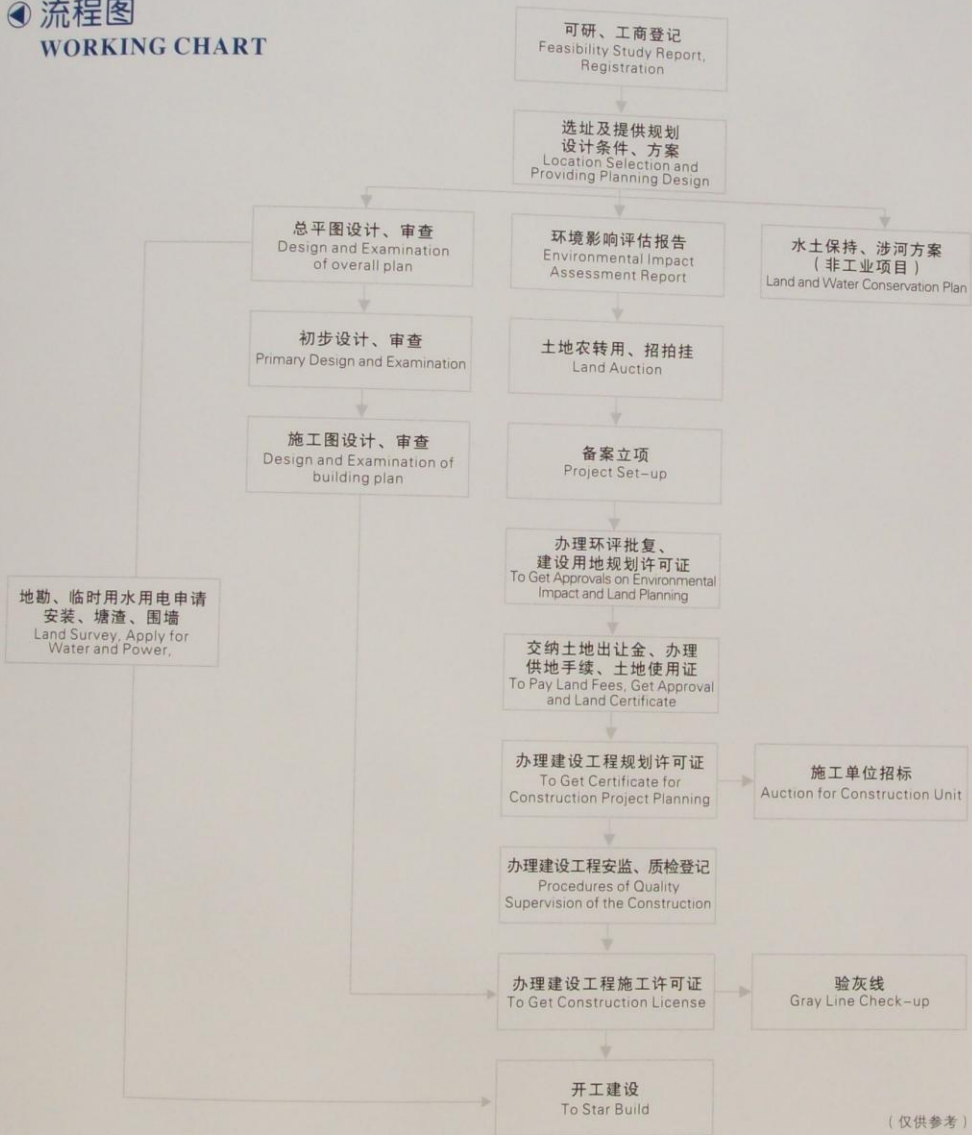 流程图
WORKING CHART
可研、工商登记
Feasibility Study Report,
Registration
选址及提供规划
设计条件、方案
Location Selection and
Providing Planning Design
总平图设计、审查
Design and Examination
of overall plan
环境影响评估报告
Environmental Impact
Assessment Report
水土保持、涉河方案
（非工业项目）
Land and Water Conservation Plan
初步设计、审查
Primary Design and Examination
土地农转用、招拍挂
Land Auction
施工图设计、审查
Design and Examination of
building plan
备案立项
Project Set-up
办理环评批复、
建设用地规划许可证
To Get Approvals on Environmental
Impact and Land Planning
地勘、临时用水用电申请
安装、塘渣、围墙
Land Survey, Apply for
Water and Power,
交纳土地出让金、办理
供地手续、土地使用证
To Pay Land Fees, Get Approval
and Land Certificate
办理建设工程规划许可证
To Get Certificate for
Construction Project Planning
施工单位招标
Auction for Construction Unit
办理建设工程安监、质检登记
Procedures of Quality
Supervision of the Construction
办理建设工程施工许可证
To Get Construction License
验灰线
Gray Line Check-up
开工建设
To Star Build
（仅供参考）